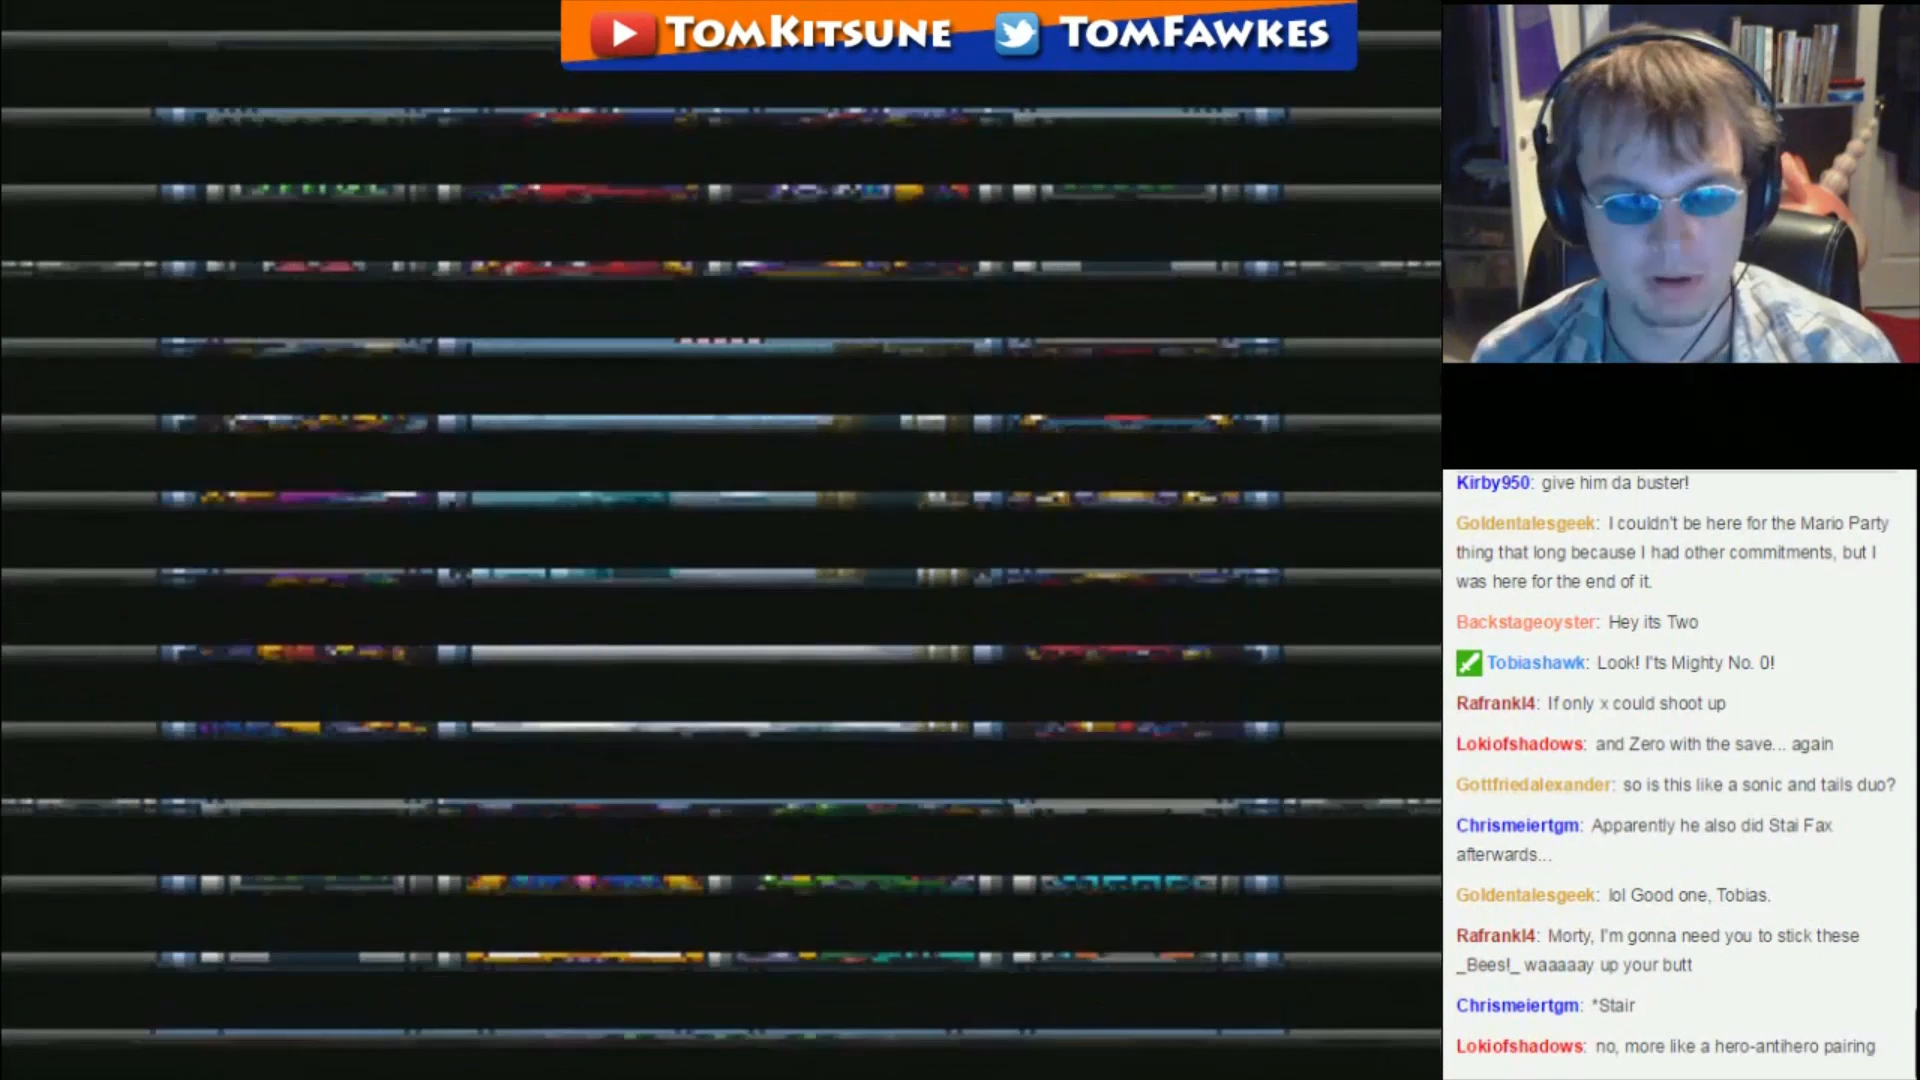 TomKitsune TomFawkes
Kirby950: give him da buster!
Goldentalesgeek: I couldn't be here for the Mario Party
thing that long because I had other commitments, but I
was here for the end of it.
Backstageoyster: Hey its Two
Tobiashawk: Look! I'ts Mighty No. 0!
Rafrankl4: If only x could shoot up
Lokiofshadows: and Zero with the save... again
Gottfriedalexander: so is this like a sonic and tails duo?
Chrismeiertgm: Apparently he also did Stai Fax
afterwards...
Goldentalesgeek: lol Good one, Tobias.
Rafrankl4: Morty, I'm gonna need you to stick these
_Bees!_ waaaaay up your butt
Chrismeiertgm: *Stair
Lokiofshadows: no, more like a hero-antihero pairing